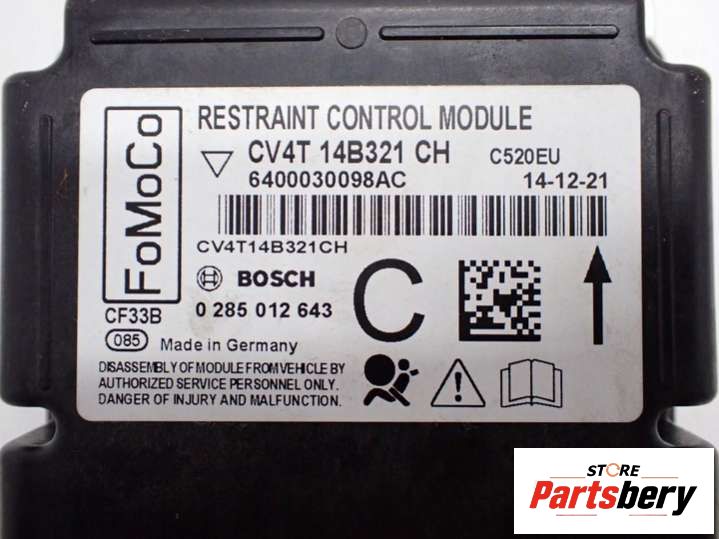 FoMoCo
RESTRAINT CONTROL MODULE
CV4T 14B321 CH C520EU
6400030098AC 14-12-21
CV4T14B321CH
BOSCH
0 285 012 643
C
CF33B
085 Made in Germany
DISASSEMBLY OF MODULE FROM VEHICLE BY
AUTHORIZED SERVICE PERSONNEL ONLY.
DANGER OF INJURY AND MALFUNCTION.
STORE
Partsbery